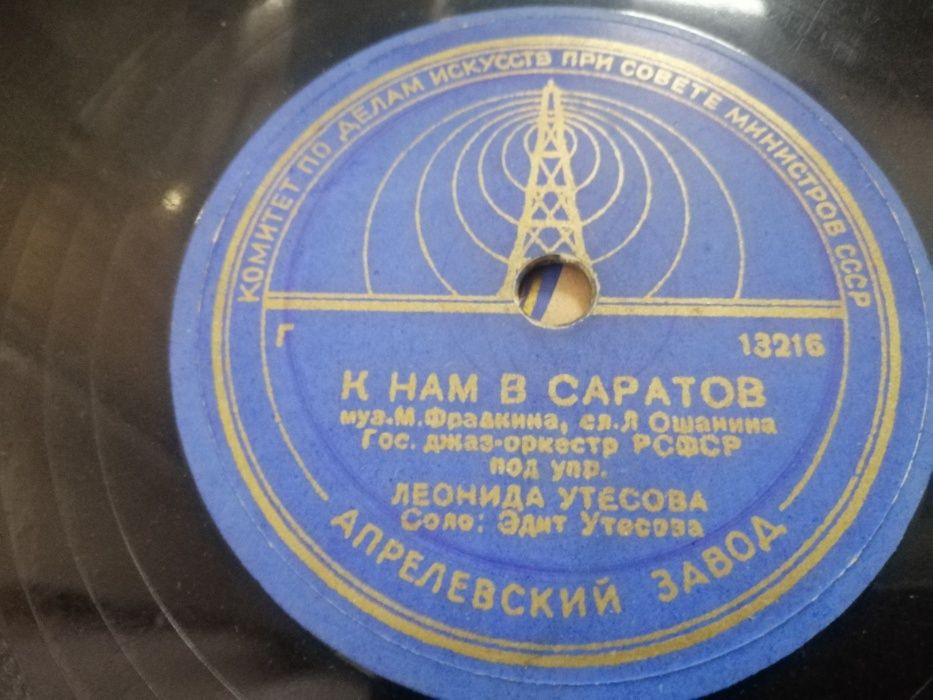 КОМИТЕТ ПО ДЕЛАМ ИСКУССТВ ПРИ СОВЕТЕ МИНИСТРОВ СССР
Г
13216
К НАМ В САРАТОВ
муз.М.Фрадкина, сл.Л Ошанина
Гос. джаз-оркестр РСФСР
под упр.
ЛЕОНИДА УТЕСОВА
Соло: Эдит Утесова
АПРЕЛЕВСКИЙ ЗАВОД